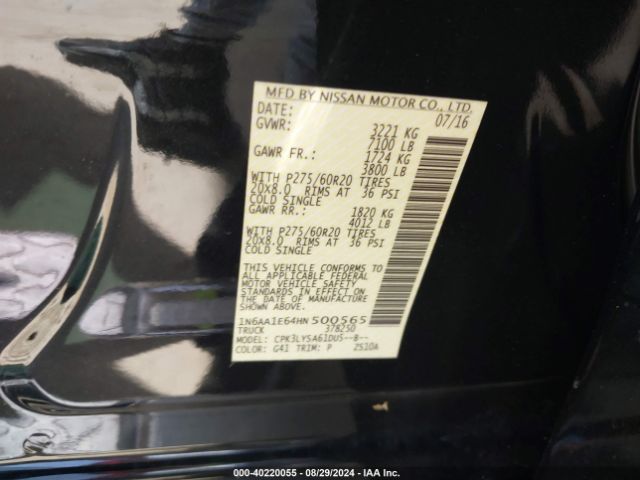 MFD BY NISSAN MOTOR CO., LTD.
DATE: 07/16
GVWR: 3221 KG
7100 LB
GAWR FR.: 1724 KG
3800 LB
WITH P275/60R20 TIRES
20X8.0 RIMS AT 36 PSI
COLD SINGLE
GAWR RR.: 1820 KG
4012 LB
WITH P275/60R20 TIRES
20X8.0 RIMS AT 36 PSI
COLD SINGLE
THIS VEHICLE CONFORMS TO
ALL APPLICABLE FEDERAL
MOTOR VEHICLE SAFETY
STANDARDS IN EFFECT ON
THE DATE OF MANUFACTURE
SHOWN ABOVE.
1N6AA1E64HN500565
TRUCK 378250
MODEL: CPK3LYSA61DUS--B--
COLOR: G41 TRIM: P 2510A
000-40220055 - 08/29/2024 - IAA Inc.